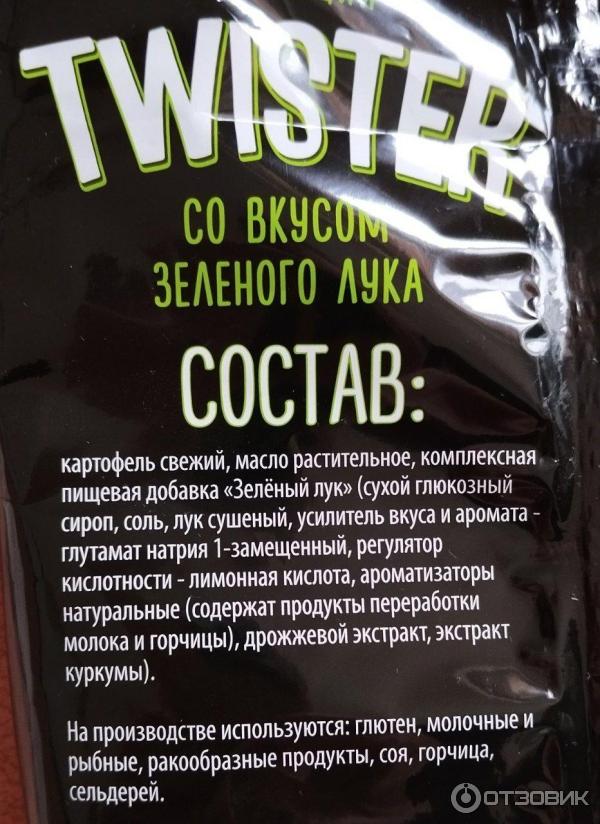 TWISTER
СО ВКУСОМ
ЗЕЛЕНОГО ЛУКА
СОСТАВ:
картофель свежий, масло растительное, комплексная
пищевая добавка «Зелёный лук» (сухой глюкозный
сироп, соль, лук сушеный, усилитель вкуса и аромата -
глутамат натрия 1-замещенный, регулятор
кислотности - лимонная кислота, ароматизаторы
натуральные (содержат продукты переработки
молока и горчицы), дрожжевой экстракт, экстракт
куркумы).
На производстве используются: глютен, молочные и
рыбные, ракообразные продукты, соя, горчица,
сельдерей.
ОТЗОВИК